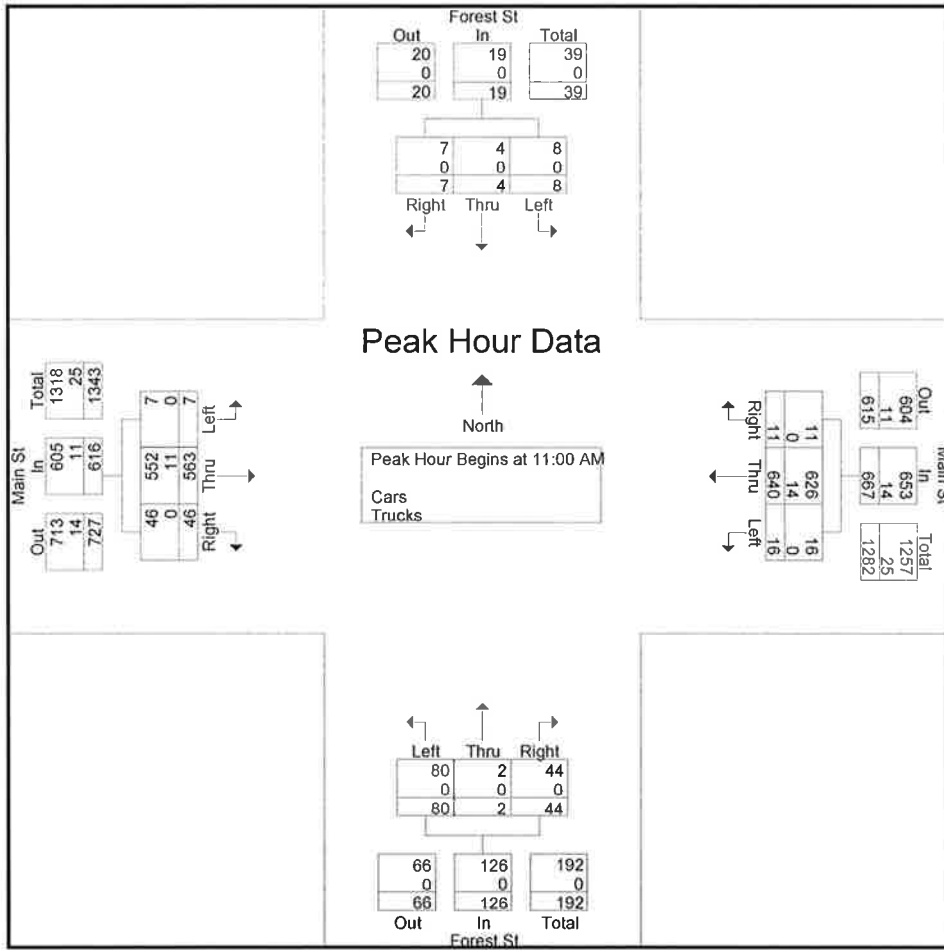 Forest St
Out In Total
20 19 39
0 0 0
20 19 39
7 4 8
0 0 0
7 4 8
Right Thru Left
Peak Hour Data
North
Peak Hour Begins at 11:00 AM
Cars
Trucks
Main St
Total In Out
1318 605 713
25 11 14
1343 616 727
7 552 46
0 11 0
7 563 46
Left Thru Right
Main St
Out In Total
604 653 1257
11 14 25
615 667 1282
11 626 16
0 14 0
11 640 16
Right Thru Left
Left Thru Right
80 2 44
0 0 0
80 2 44
66 126 192
0 0 0
66 126 192
Out In Total
Forest St